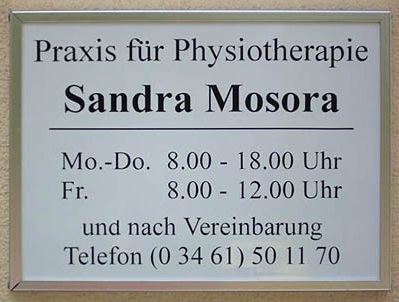 Praxis für Physiotherapie
Sandra Mosora
Mo.-Do. 8.00 - 18.00 Uhr
Fr. 8.00 - 12.00 Uhr
und nach Vereinbarung
Telefon (0 34 61) 50 11 70